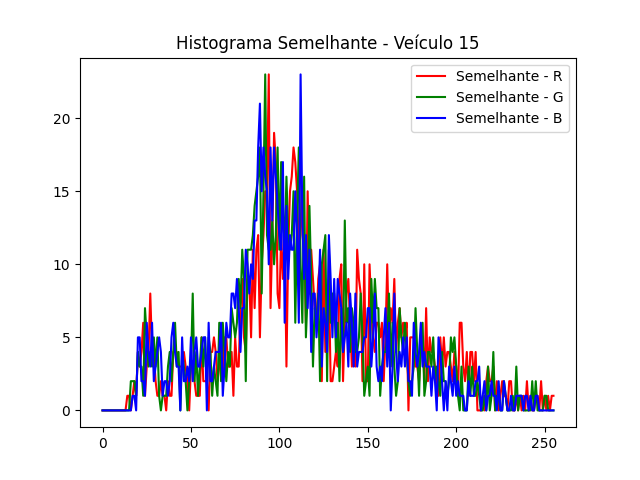 Histograma Semelhante - Veículo 15
Semelhante - R
Semelhante - G
Semelhante - B
20
15
10
5
0
0 50 100 150 200 250